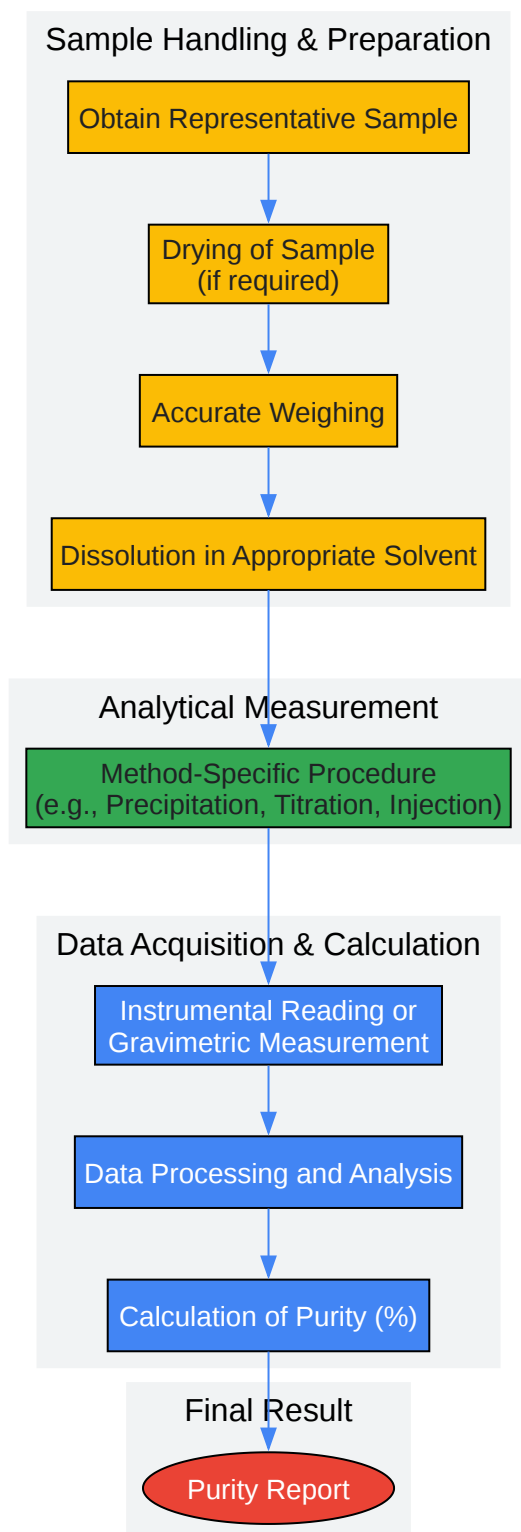 Sample Handling & Preparation
Obtain Representative Sample
Drying of Sample
(if required)
Accurate Weighing
Dissolution in Appropriate Solvent
Analytical Measurement
Method-Specific Procedure
(e.g., Precipitation, Titration, Injection)
Data Acquisition & Calculation
Instrumental Reading or
Gravimetric Measurement
Data Processing and Analysis
Calculation of Purity (%)
Final Result
Purity Report